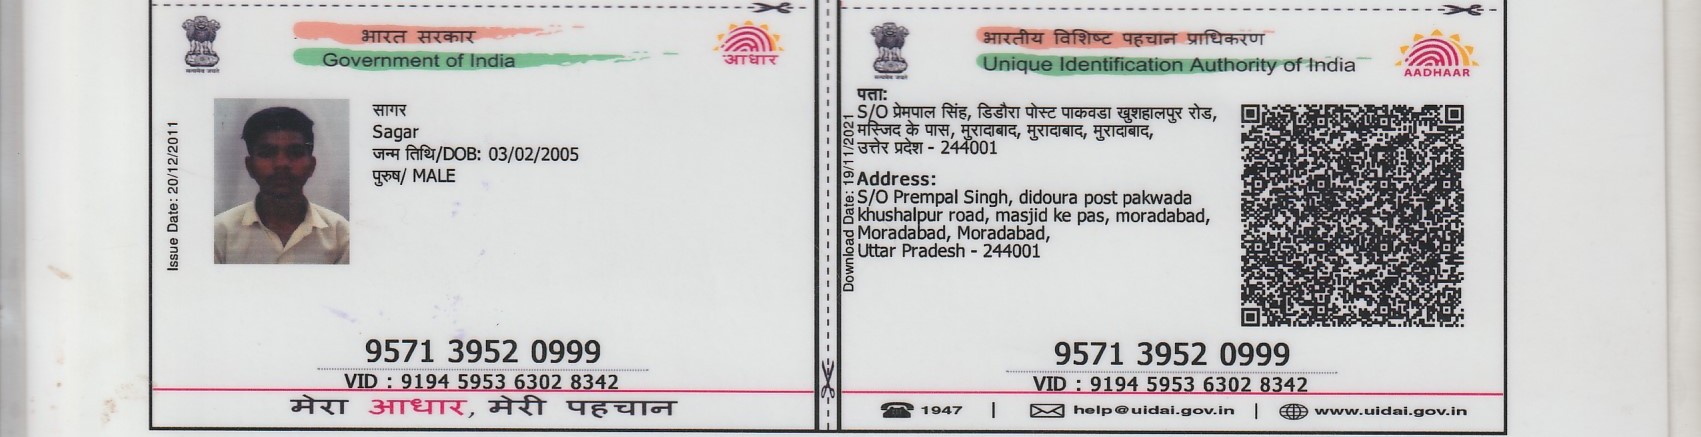 भारत सरकार
Government of India
आधार
Issue Date: 20/12/2011
सागर
Sagar
जन्म तिथि/DOB: 03/02/2005
पुरुष/ MALE
9571 3952 0999
VID : 9194 5953 6302 8342
मेरा आधार, मेरी पहचान
भारतीय विशिष्ट पहचान प्राधिकरण
Unique Identification Authority of India
AADHAAR
Download Date: 19/11/2021
पता:
S/O प्रेमपाल सिंह, डिडौरा पोस्ट पाकवडा खुशहालपुर रोड,
मस्जिद के पास, मुरादाबाद, मुरादाबाद, मुरादाबाद,
उत्तेर प्रदेश - 244001
Address:
S/O Prempal Singh, didoura post pakwada
khushalpur road, masjid ke pas, moradabad,
Moradabad, Moradabad,
Uttar Pradesh - 244001
9571 3952 0999
VID : 9194 5953 6302 8342
1947 | help@uidai.gov.in | www.uidai.gov.in